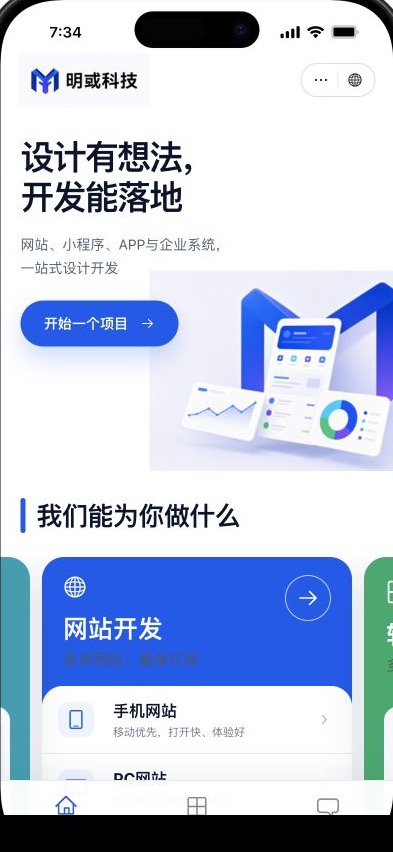 7:34
明或科技
设计有想法,
开发能落地
网站、小程序、APP与企业系统,
一站式设计开发
开始一个项目
我们能为你做什么
网站开发
手机网站
移动优先，打开快、体验好
PC网站